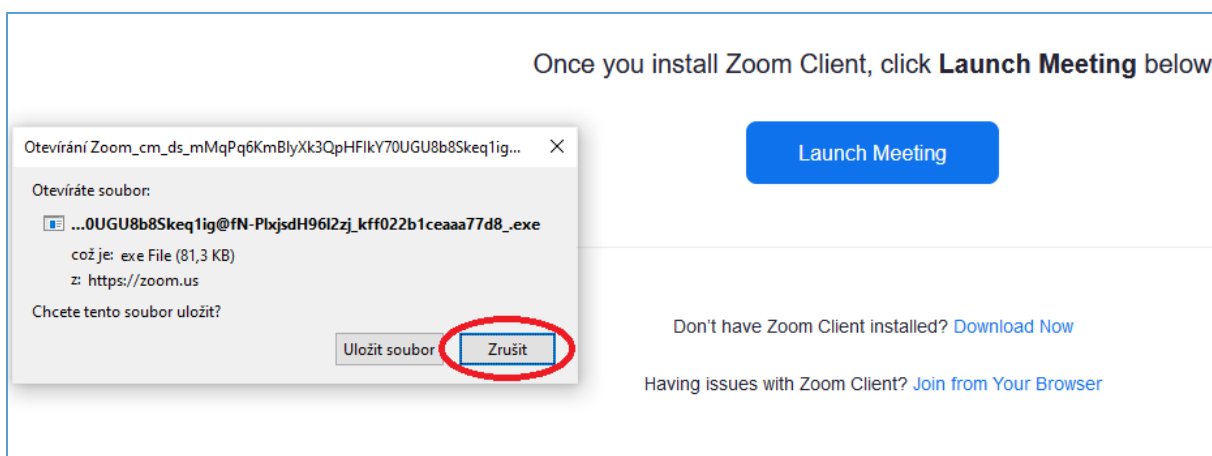 Once you install Zoom Client, click Launch Meeting below
Launch Meeting
Otevírání Zoom_cm_ds_mMqPq6KmBlyXk3QpHFlkY70UGU8b8Skeq1ig...
Otevíráte soubor:
...0UGU8b8Skeq1ig@fN-PlxjsdH96l2zj_kff022b1ceaaa77d8_.exe
což je: exe File (81,3 KB)
z: https://zoom.us
Chcete tento soubor uložit?
Uložit soubor
Zrušit
Don't have Zoom Client installed? Download Now
Having issues with Zoom Client? Join from Your Browser